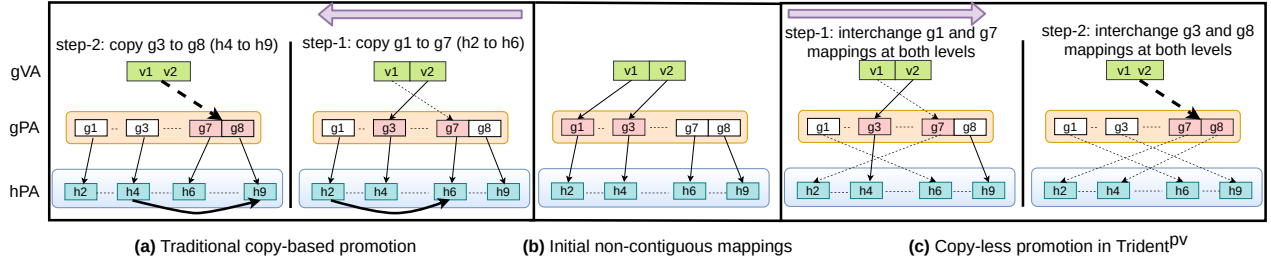 step-2: copy g3 to g8 (h4 to h9)
step-1: copy g1 to g7 (h2 to h6)
step-1: interchange g1 and g7
mappings at both levels
step-2: interchange g3 and g8
mappings at both levels
gVA
v1 v2
v1 v2
v1 v2
v1 v2
v1 v2
gPA
g1 .. g3 ...... g7 g8
g1 .. g3 ...... g7 g8
g1 .. g3 ...... g7 g8
g1 .. g3 ...... g7 g8
g1 .. g3 ...... g7 g8
hPA
h2 h4 h6 h9
h2 h4 h6 h9
h2 h4 h6 h9
h2 h4 h6 h9
h2 h4 h6 h9
(a) Traditional copy-based promotion
(b) Initial non-contiguous mappings
(c) Copy-less promotion in Trident^pv